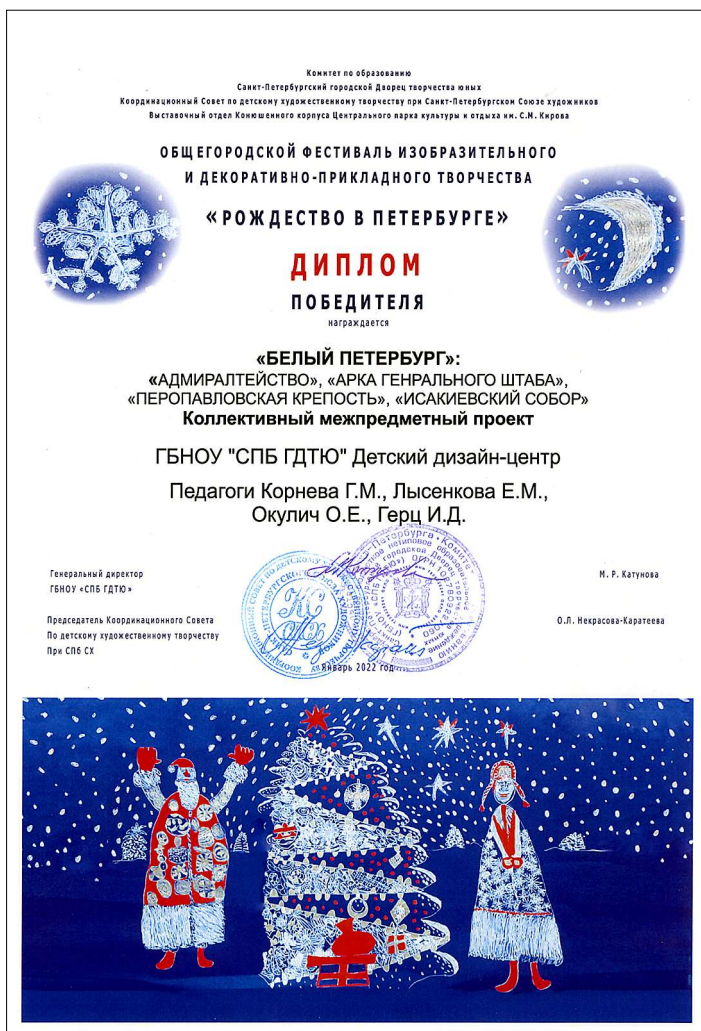 Комитет по образованию
Санкт-Петербургский городской Дворец творчества юных
Координационный Совет по детскому художественному творчеству при Санкт-Петербургском Союзе художников
Выставочный отдел Конюшенного корпуса Центрального парка культуры и отдыха им. С.М. Кирова
ОБЩЕГОРОДСКОЙ ФЕСТИВАЛЬ ИЗОБРАЗИТЕЛЬНОГО
И ДЕКОРАТИВНО-ПРИКЛАДНОГО ТВОРЧЕСТВА
«РОЖДЕСТВО В ПЕТЕРБУРГЕ»
ДИПЛОМ
ПОБЕДИТЕЛЯ
награждается
«БЕЛЫЙ ПЕТЕРБУРГ»:
«АДМИРАЛТЕЙСТВО», «АРКА ГЕНРАЛЬНОГО ШТАБА»,
«ПЕРОПАВЛОВСКАЯ КРЕПОСТЬ», «ИСАКИЕВСКИЙ СОБОР»
Коллективный межпредметный проект
ГБНОУ "СПБ ГДТЮ" Детский дизайн-центр
Педагоги Корнева Г.М., Лысенкова Е.М.,
Окулич О.Е., Герц И.Д.
Генеральный директор
ГБНОУ «СПБ ГДТЮ»
М. Р. Катунова
Председатель Координационного Совета
По детскому художественному творчеству
При СПб СХ
О.Л. Некрасова-Каратеева
Январь 2022 год